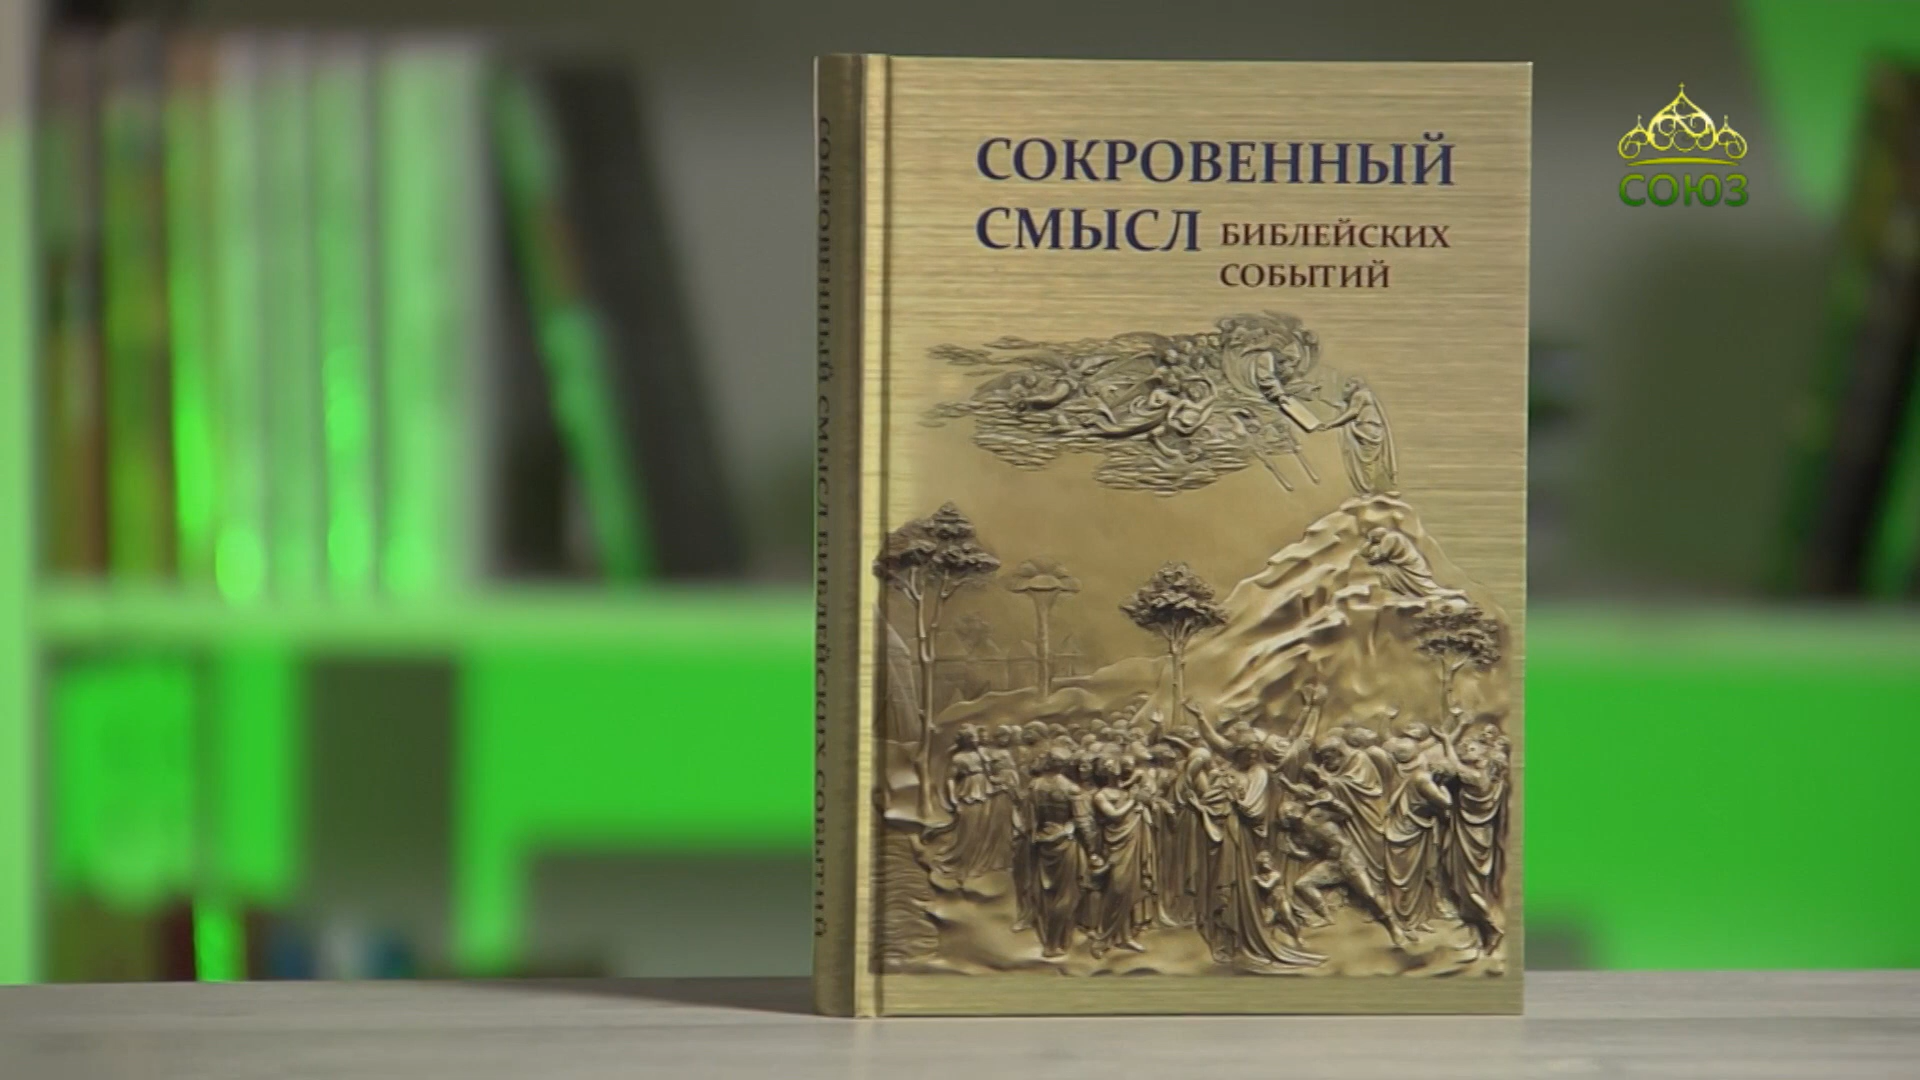 СОКРОВЕННЫЙ
СМЫСЛ БИБЛЕЙСКИХ
СОБЫТИЙ
СОКРОВЕННЫЙ СМЫСЛ БИБЛЕЙСКИХ СОБЫТИЙ
СОЮЗ